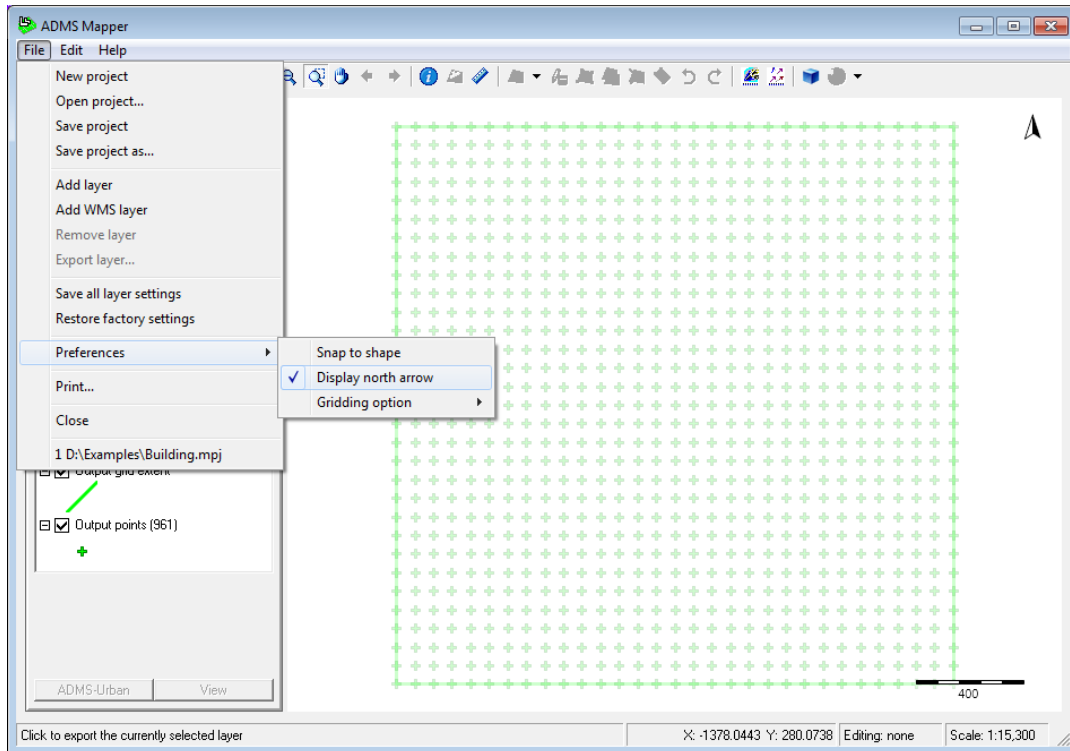 ADMS Mapper
File Edit Help
New project
Open project...
Save project
Save project as...
Add layer
Add WMS layer
Remove layer
Export layer...
Save all layer settings
Restore factory settings
Preferences
Snap to shape
Display north arrow
Gridding option
Print...
Close
1 D:\Examples\Building.mpj
Output grid extent
Output points (961)
ADMS-Urban View
400
Click to export the currently selected layer
X: -1378.0443 Y: 280.0738 Editing: none Scale: 1:15,300